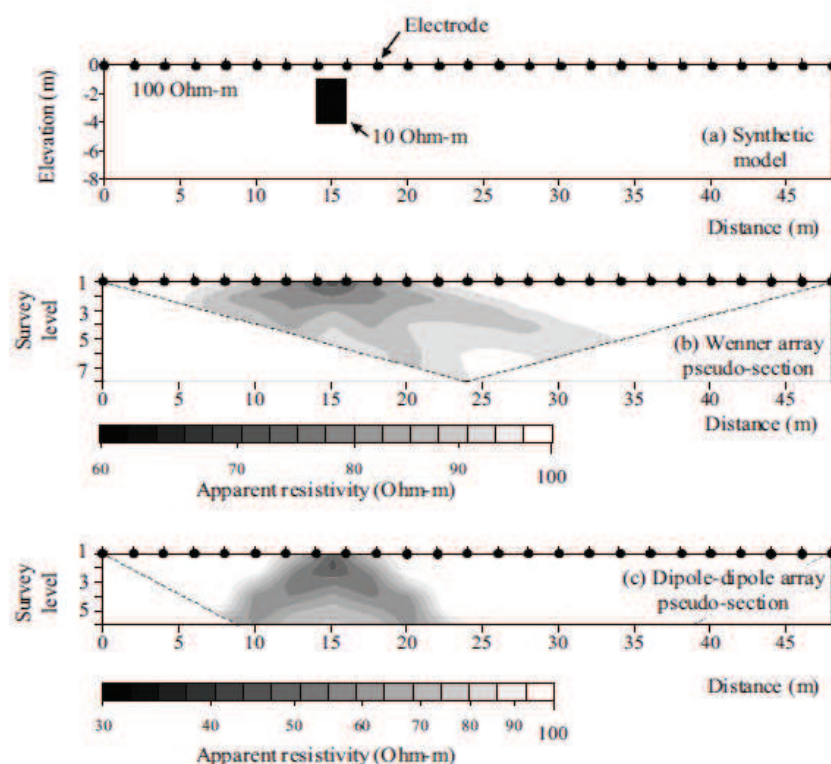 Electrode
Elevation (m)
0
-2
-4
-6
-8
100 Ohm-m
10 Ohm-m
(a) Synthetic
model
0 5 10 15 20 25 30 35 40 45
Distance (m)
Survey
level
1
3
5
7
(b) Wenner array
pseudo-section
0 5 10 15 20 25 30 35 40 45
Distance (m)
60 70 80 90 100
Apparent resistivity (Ohm-m)
Survey
level
1
3
5
(c) Dipole-dipole array
pseudo-section
0 5 10 15 20 25 30 35 40 45
Distance (m)
30 40 50 60 70 80 90 100
Apparent resistivity (Ohm-m)